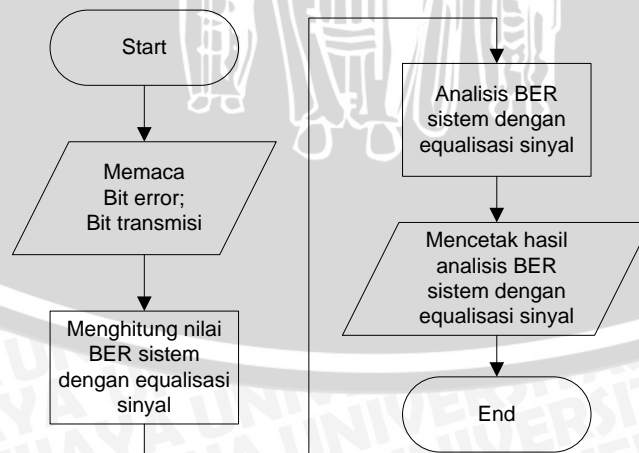 Start
Memaca
Bit error;
Bit transmisi
Menghitung nilai
BER sistem
dengan equalisasi
sinyal
Analisis BER
sistem dengan
equalisasi sinyal
Mencetak hasil
analisis BER
sistem dengan
equalisasi sinyal
End